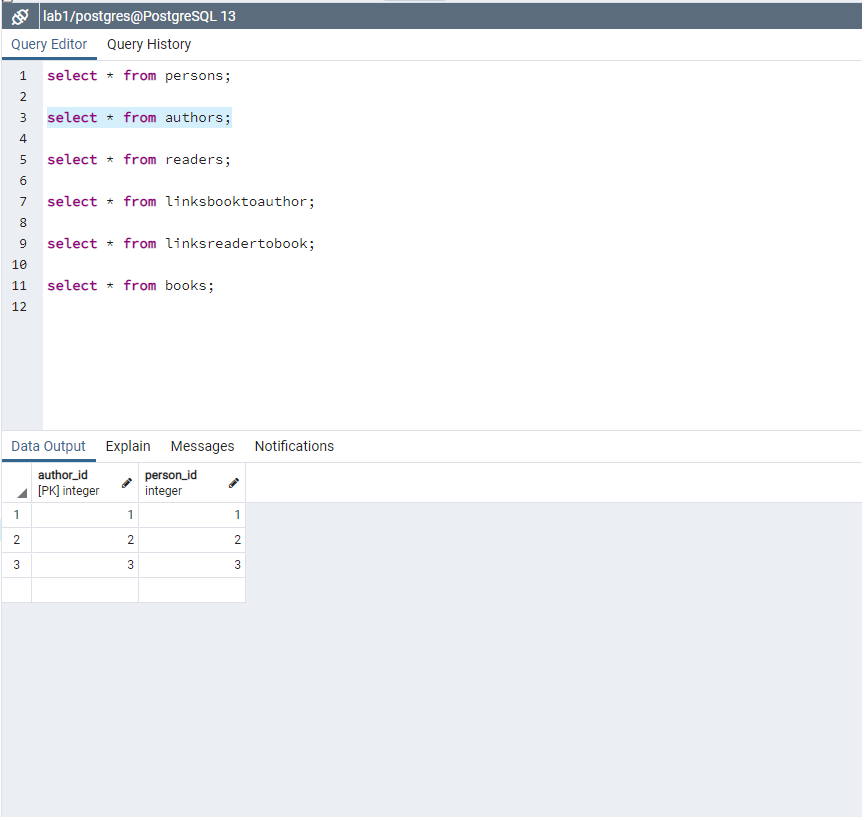 lab1/postgres@PostgreSQL 13
Query Editor Query History
1 select * from persons;
2
3 select * from authors;
4
5 select * from readers;
6
7 select * from linksbooktoauthor;
8
9 select * from linksreadertobook;
10
11 select * from books;
12
Data Output Explain Messages Notifications
author_id person_id
[PK] integer integer
1 1 1
2 2 2
3 3 3